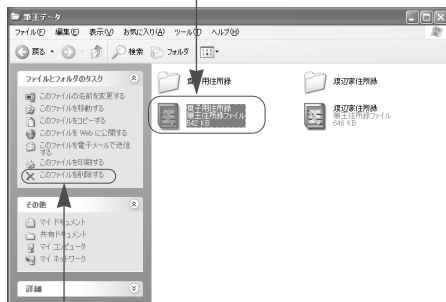 筆王データ
ファイル(F) 編集(E) 表示(V) お気に入り(A) ツール(T) ヘルプ(H)
戻る 検索 フォルダ
ファイルとフォルダのタスク
このファイルの名前を変更する
このファイルを移動する
このファイルをコピーする
このファイルを Web に公開する
このファイルを電子メールで送信
する
このファイルを印刷する
このファイルを削除する
その他
マイ ドキュメント
共有ドキュメント
マイ コンピュータ
マイ ネットワーク
詳細
用住所録
渡辺家住所録
用住所録
筆王住所録ファイル
642 KB
渡辺家住所録
筆王住所録ファイル
646 KB